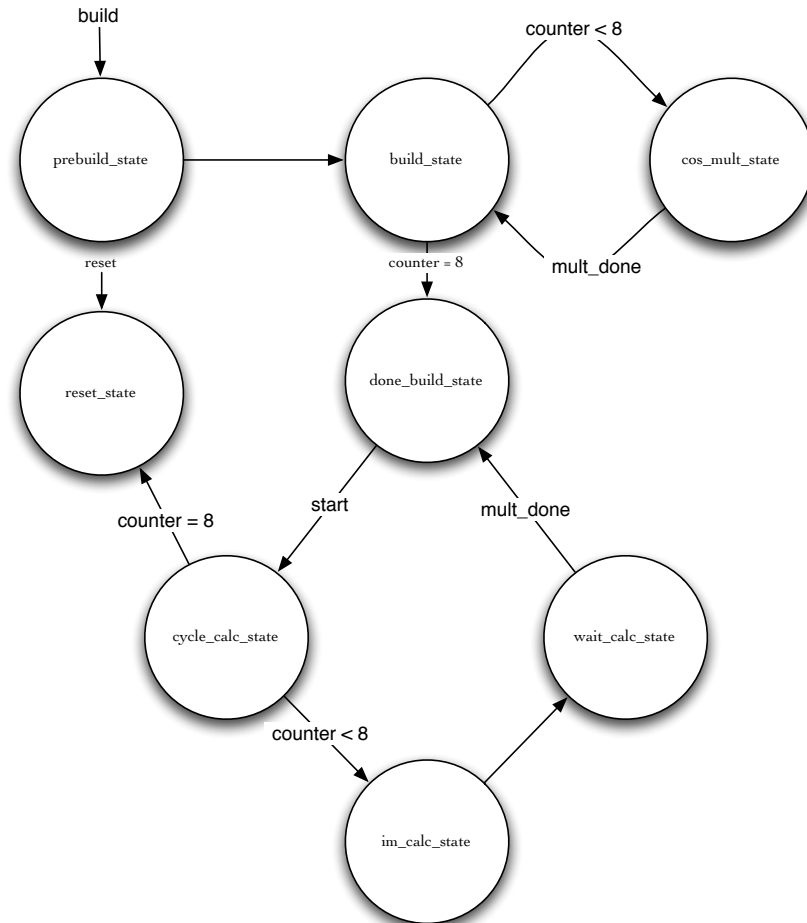 build
counter < 8
prebuild_state
build_state
cos_mult_state
reset
counter = 8
mult_done
reset_state
done_build_state
start
mult_done
counter = 8
cycle_calc_state
wait_calc_state
counter < 8
im_calc_state